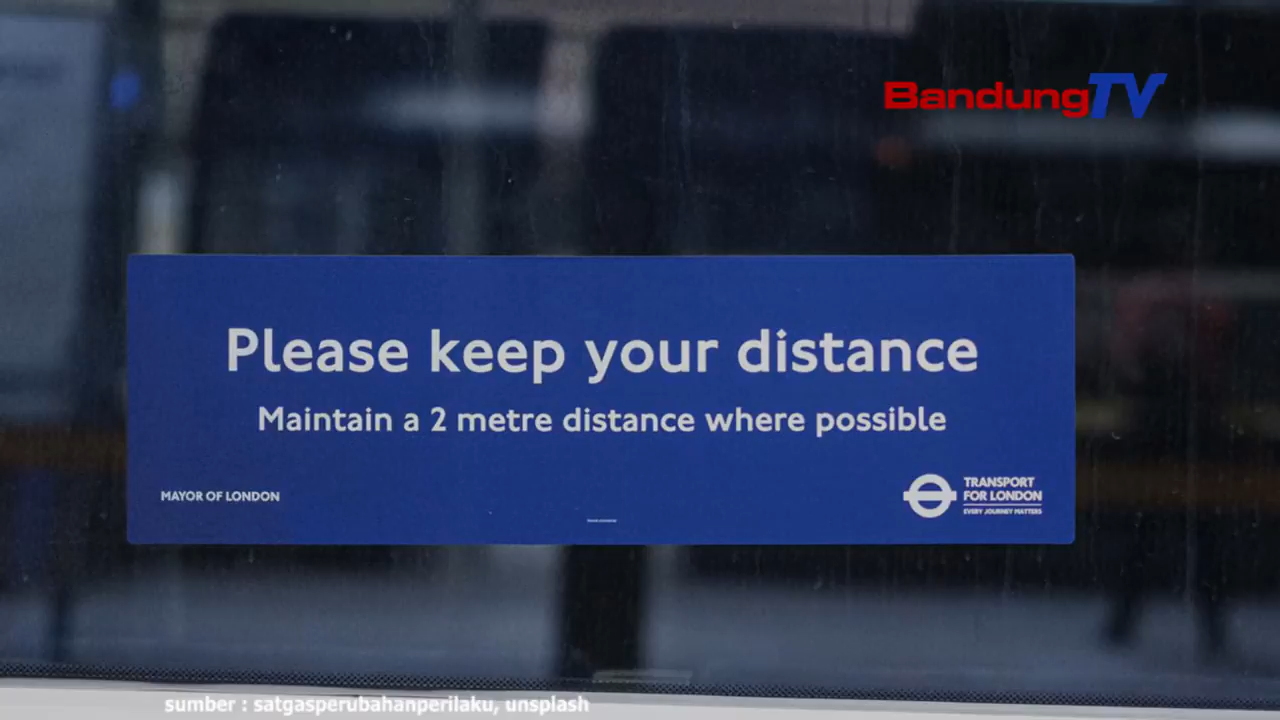 BandungTV
Please keep your distance
Maintain a 2 metre distance where possible
MAYOR OF LONDON
TRANSPORT
FOR LONDON
EVERY JOURNEY MATTERS
sumber : satgasperubahanperilaku, unsplash